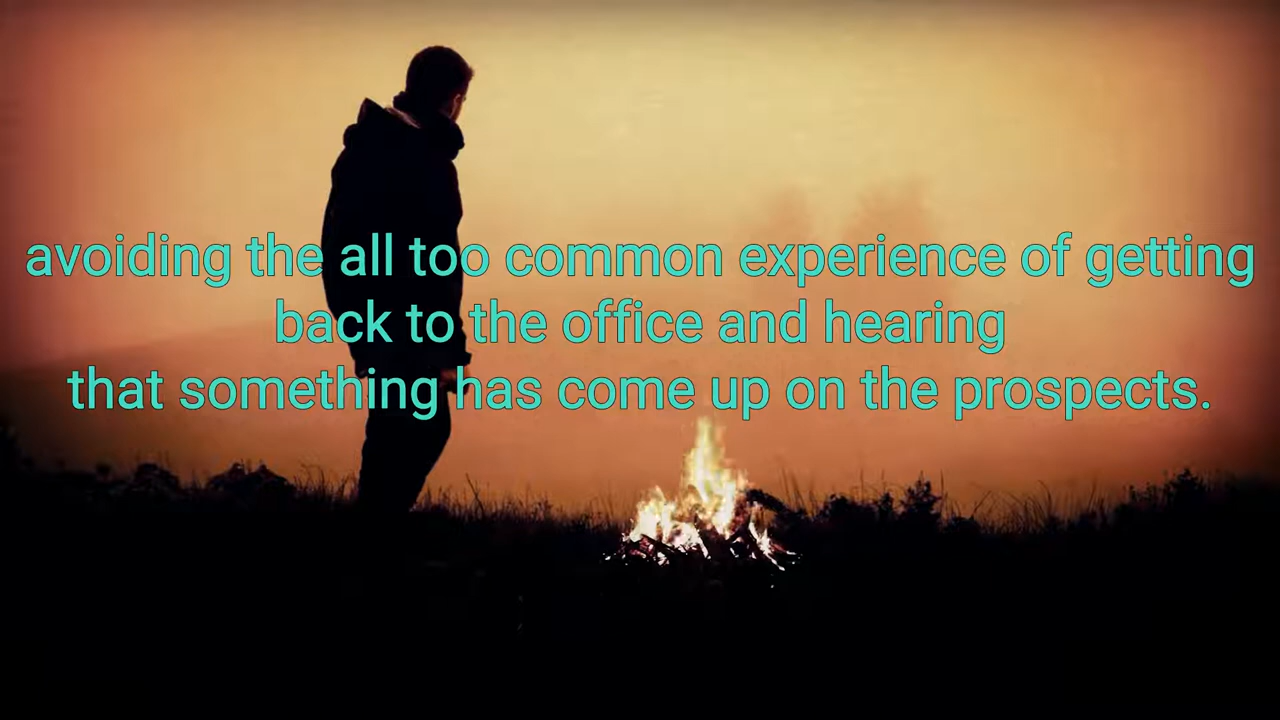 avoiding the all too common experience of getting
back to the office and hearing
that something has come up on the prospects.